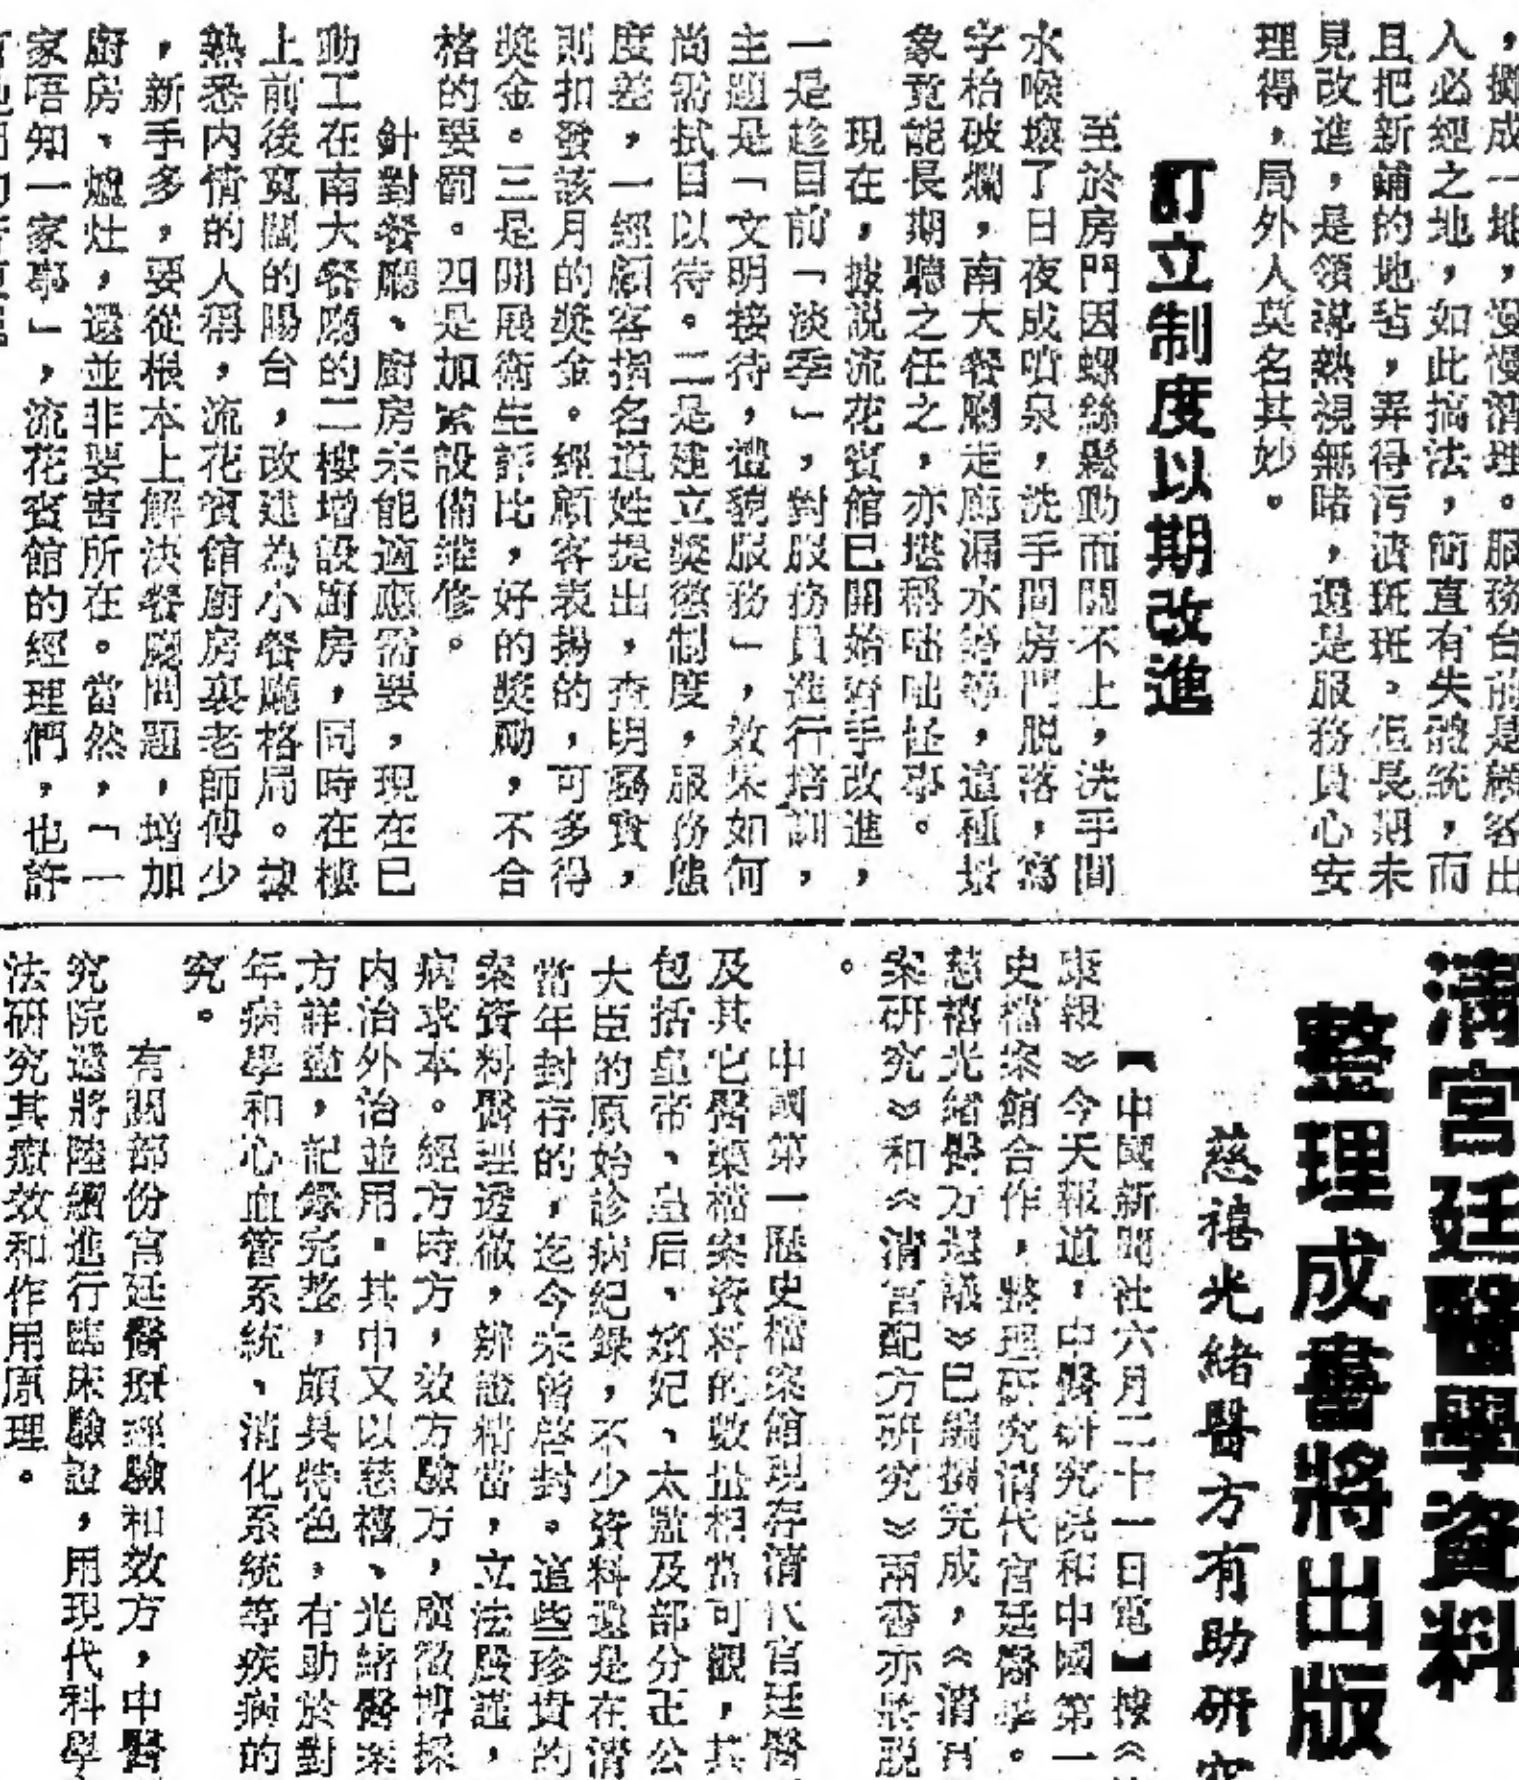 ，攤成一地，慢慢清理。服務台前是顧客出
入必經之地，如此搞法，簡直有失體統，而
且把新鋪的地毡，弄得污漬斑斑。但長期未
見改進，是領導熱視無睹，還是服務員心安
理得，局外人莫名其妙。
訂立制度以期改進
至於房門因螺絲鬆動而關不上，洗手間
水喉壞了日夜成噴泉，洗手間房門脫落，寫
字枱破爛，南大餐廳走廊漏水等等，這種景
象竟能長期聽之任之，亦堪稱咄咄怪事。
現在，據說流花賓館已開始着手改進，
一是趁目前「淡季」，對服務員進行培訓，
主題是「文明接待，禮貌服務」，效果如何
尚需拭目以待。二是建立獎懲制度，服務態
度差，一經顧客指名道姓提出，查明屬實，
則扣發該月的獎金。經顧客表揚的，可多得
獎金。三是開展衛生評比，好的獎勵，不合
格的要罰。四是加緊設備維修。
針對餐廳、廚房未能適應需要，現在已
動工在南大餐廳的二樓增設廚房，同時在樓
上前後寬闊的陽台，改建為小餐廳格局。據
熟悉內情的人稱，流花賓館廚房裏老師傅少
，新手多，要從根本上解決餐廳問題，增加
廚房、爐灶，還並非要害所在。當然，「一
家唔知一家事」，流花賓館的經理們，也許
清宮廷醫學資料
整理成書將出版
慈禧光緒醫方有助研究
【中國新聞社六月二十一日電】按《
康報》今天報道，中醫研究院和中國第一
史檔案館合作，整理研究清代宮廷醫學。
慈禧光緒醫方選議》已編撰完成，《清宮
案研究》和《清宮配方研究》兩書亦將脫
。
中國第一歷史檔案館現存清代宮廷醫
及其它醫藥檔案資料的數量相當可觀，其
包括皇帝、皇后、嬪妃、太監及部分王公
大臣的原始診病紀錄，不少資料還是在清
當年封存的，迄今未曾啓封。這些珍貴的
案資料醫理透徹，辨證精當，立法嚴謹，
病求本。經方時方，效方驗方，廣徵博採
內治外治並用。其中又以慈禧、光緒醫案
方詳盡，記錄完整，頗具特色，有助於對
年病學和心血管系統、消化系統等疾病的
究。
有關部份宮廷醫療經驗和效方，中醫
究院還將陸續進行臨床驗證，用現代科學
法研究其療效和作用原理。